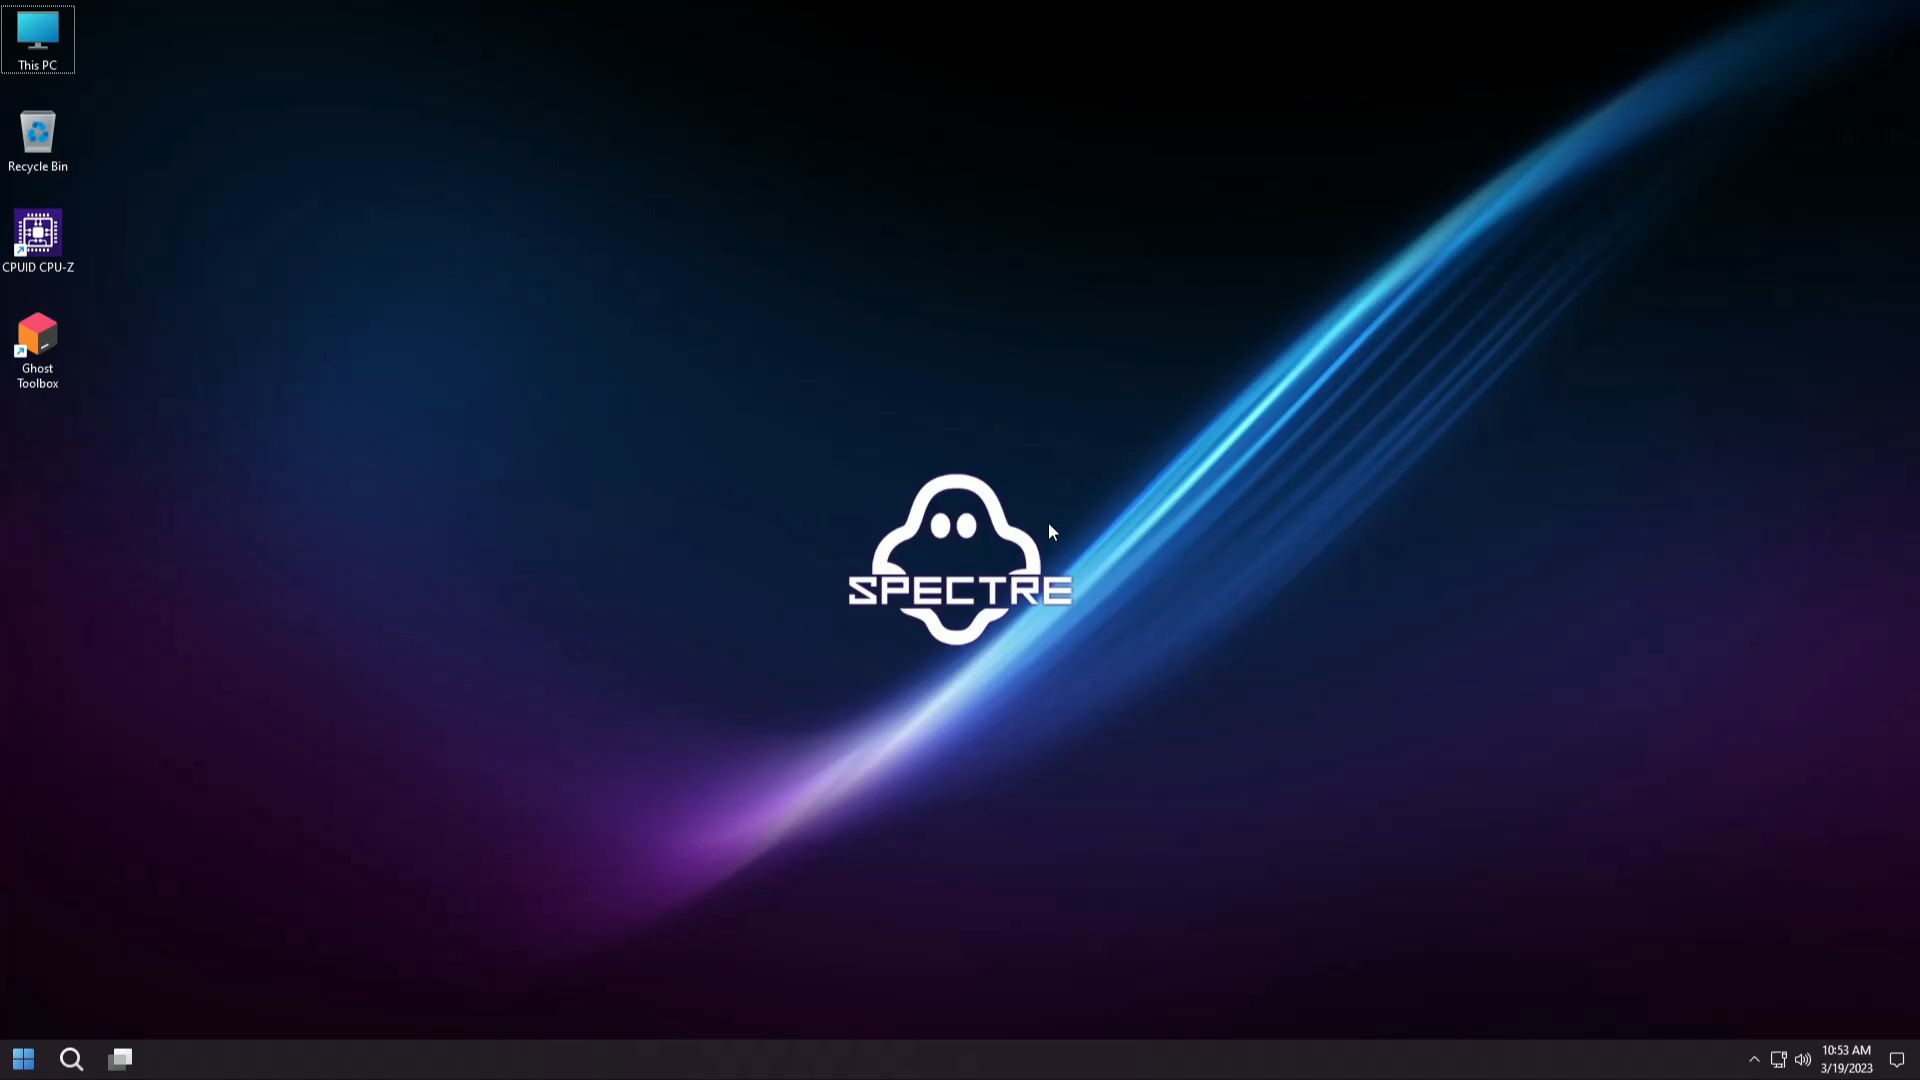 This PC
Recycle Bin
CPUID CPU-Z
Ghost
Toolbox
SPECTRE
10:53 AM
3/19/2023